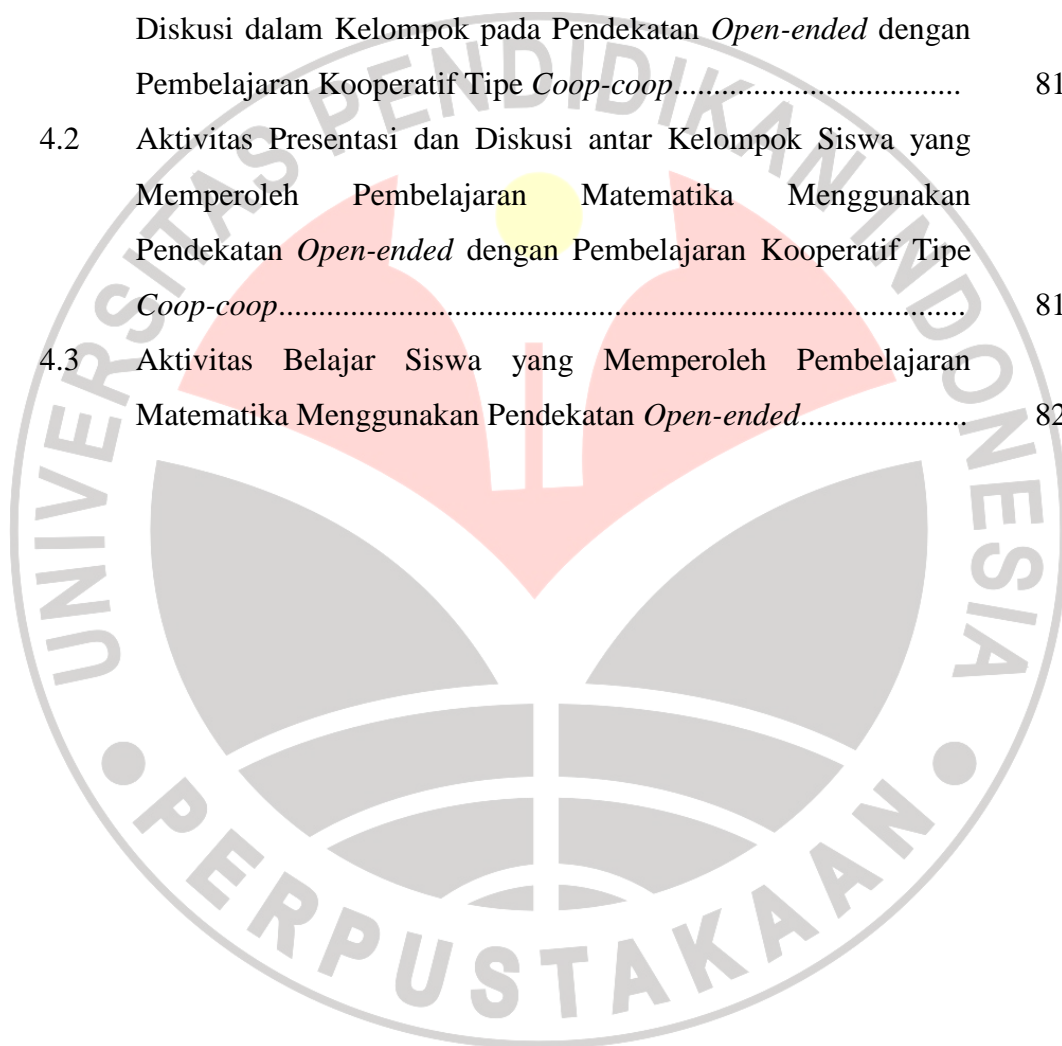 Diskusi dalam Kelompok pada Pendekatan Open-ended dengan
Pembelajaran Kooperatif Tipe Coop-coop................................... 81
4.2 Aktivitas Presentasi dan Diskusi antar Kelompok Siswa yang
Memperoleh Pembelajaran Matematika Menggunakan
Pendekatan Open-ended dengan Pembelajaran Kooperatif Tipe
Coop-coop.................................................................................... 81
4.3 Aktivitas Belajar Siswa yang Memperoleh Pembelajaran
Matematika Menggunakan Pendekatan Open-ended..................... 82
UNIVERSITAS PENDIDIKAN INDONESIA
PERPUSTAKAAN